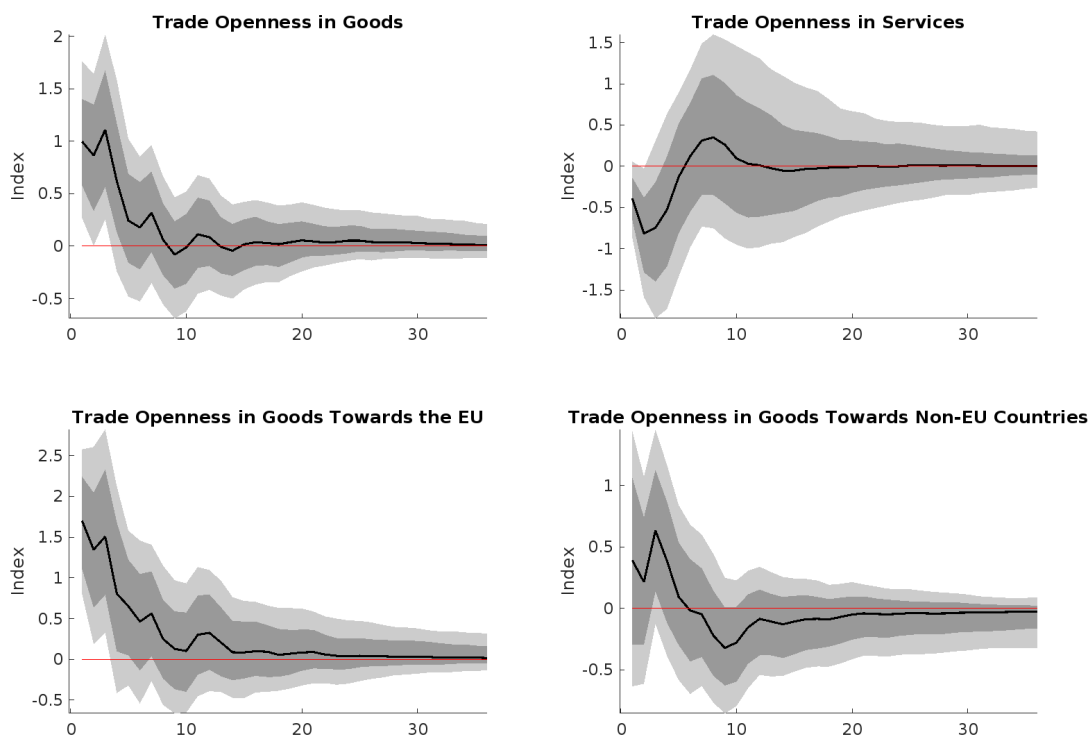 Trade Openness in Goods
2
1.5
1
0.5
0
-0.5
Index
0 10 20 30
Trade Openness in Services
1.5
1
0.5
0
-0.5
-1
-1.5
Index
0 10 20 30
Trade Openness in Goods Towards the EU
2.5
2
1.5
1
0.5
0
-0.5
Index
0 10 20 30
Trade Openness in Goods Towards Non-EU Countries
1
0.5
0
-0.5
Index
0 10 20 30